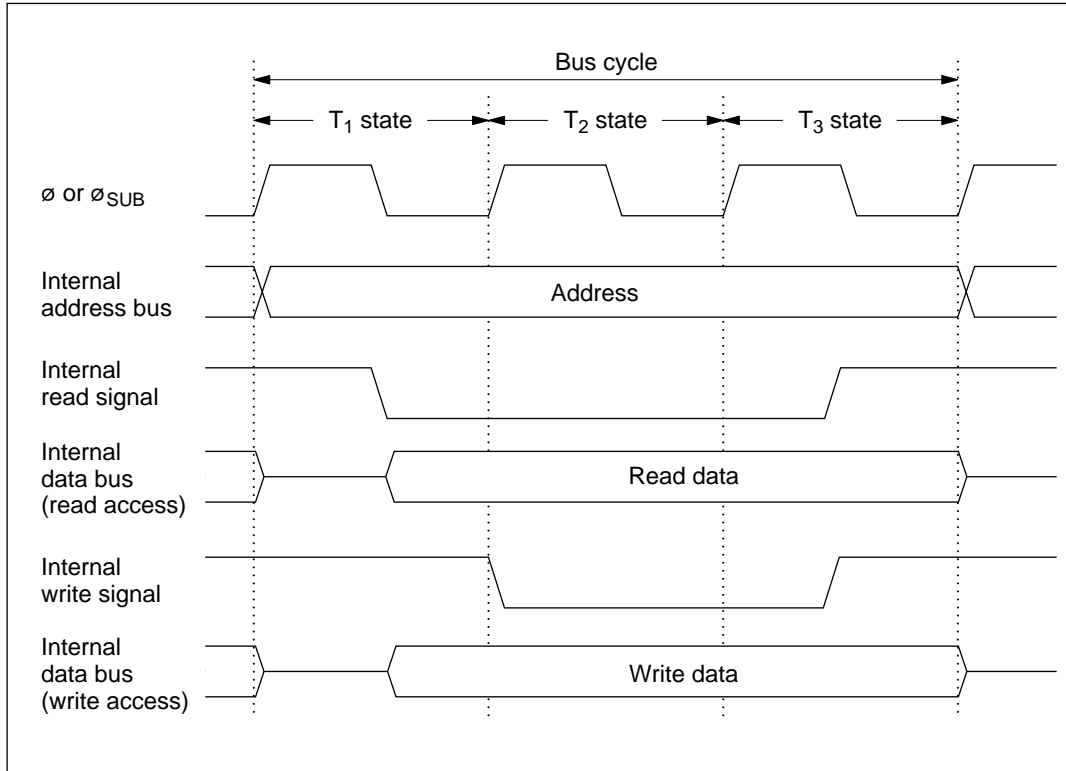 Bus cycle
T₁ state
T₂ state
T₃ state
ø or øSUB
Internal
address bus
Address
Internal
read signal
Internal
data bus
(read access)
Read data
Internal
write signal
Internal
data bus
(write access)
Write data